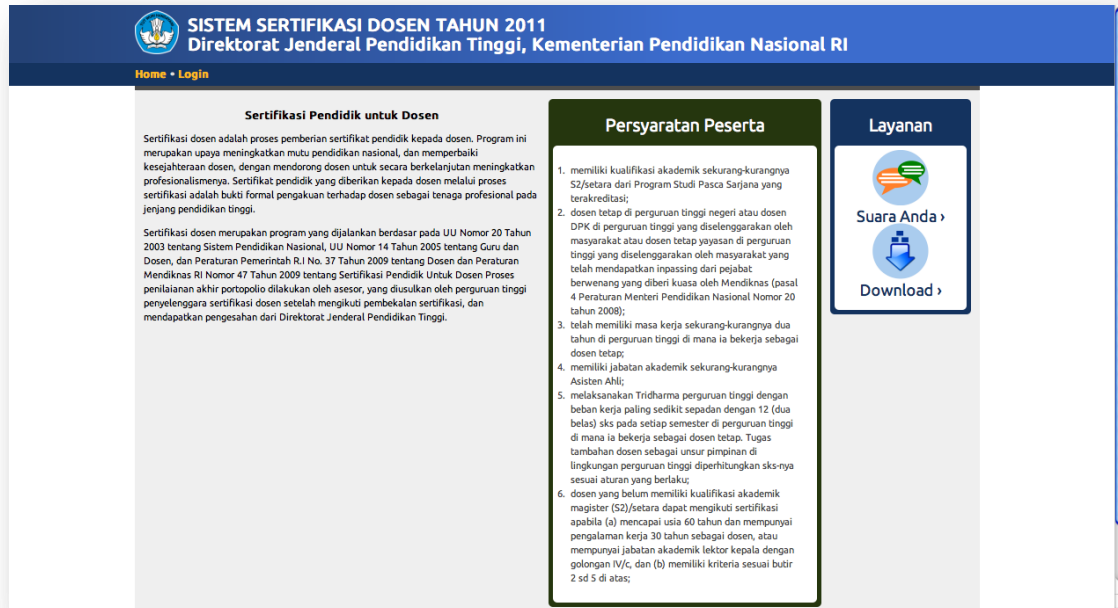 SISTEM SERTIFIKASI DOSEN TAHUN 2011
Direktorat Jenderal Pendidikan Tinggi, Kementerian Pendidikan Nasional RI
Home • Login
Sertifikasi Pendidik untuk Dosen
Sertifikasi dosen adalah proses pemberian sertifikat pendidik kepada dosen. Program ini
merupakan upaya meningkatkan mutu pendidikan nasional, dan memperbaiki
kesejahteraan dosen, dengan mendorong dosen untuk secara berkelanjutan meningkatkan
profesionalismenya. Sertifikat pendidik yang diberikan kepada dosen melalui proses
sertifikasi adalah bukti formal pengakuan terhadap dosen sebagai tenaga profesional pada
jenjang pendidikan tinggi.
Sertifikasi dosen merupakan program yang dijalankan berdasar pada UU Nomor 20 Tahun
2003 tentang Sistem Pendidikan Nasional, UU Nomor 14 Tahun 2005 tentang Guru dan
Dosen, dan Peraturan Pemerintah R.I No. 37 Tahun 2009 tentang Dosen dan Peraturan
Mendiknas RI Nomor 47 Tahun 2009 tentang Sertifikasi Pendidik Untuk Dosen Proses
penilaianan akhir portopolio dilakukan oleh asesor, yang diusulkan oleh perguruan tinggi
penyelenggara sertifikasi dosen setelah mengikuti pembekalan sertifikasi, dan
mendapatkan pengesahan dari Direktorat Jenderal Pendidikan Tinggi.
Persyaratan Peserta
1. memiliki kualifikasi akademik sekurang-kurangnya
S2/setara dari Program Studi Pasca Sarjana yang
terakreditasi;
2. dosen tetap di perguruan tinggi negeri atau dosen
DPK di perguruan tinggi yang diselenggarakan oleh
masyarakat atau dosen tetap yayasan di perguruan
tinggi yang diselenggarakan oleh masyarakat yang
telah mendapatkan inpassing dari pejabat
berwenang yang diberi kuasa oleh Mendiknas (pasal
4 Peraturan Menteri Pendidikan Nasional Nomor 20
tahun 2008);
3. telah memiliki masa kerja sekurang-kurangnya dua
tahun di perguruan tinggi di mana ia bekerja sebagai
dosen tetap;
4. memiliki jabatan akademik sekurang-kurangnya
Asisten Ahli;
5. melaksanakan Tridharma perguruan tinggi dengan
beban kerja paling sedikit sepadan dengan 12 (dua
belas) sks pada setiap semester di perguruan tinggi
di mana ia bekerja sebagai dosen tetap. Tugas
tambahan dosen sebagai unsur pimpinan di
lingkungan perguruan tinggi diperhitungkan sks-nya
sesuai aturan yang berlaku;
6. dosen yang belum memiliki kualifikasi akademik
magister (S2)/setara dapat mengikuti sertifikasi
apabila (a) mencapai usia 60 tahun dan mempunyai
pengalaman kerja 30 tahun sebagai dosen, atau
mempunyai jabatan akademik lektor kepala dengan
golongan IV/c, dan (b) memiliki kriteria sesuai butir
2 sd 5 di atas;
Layanan
Suara Anda ›
Download ›